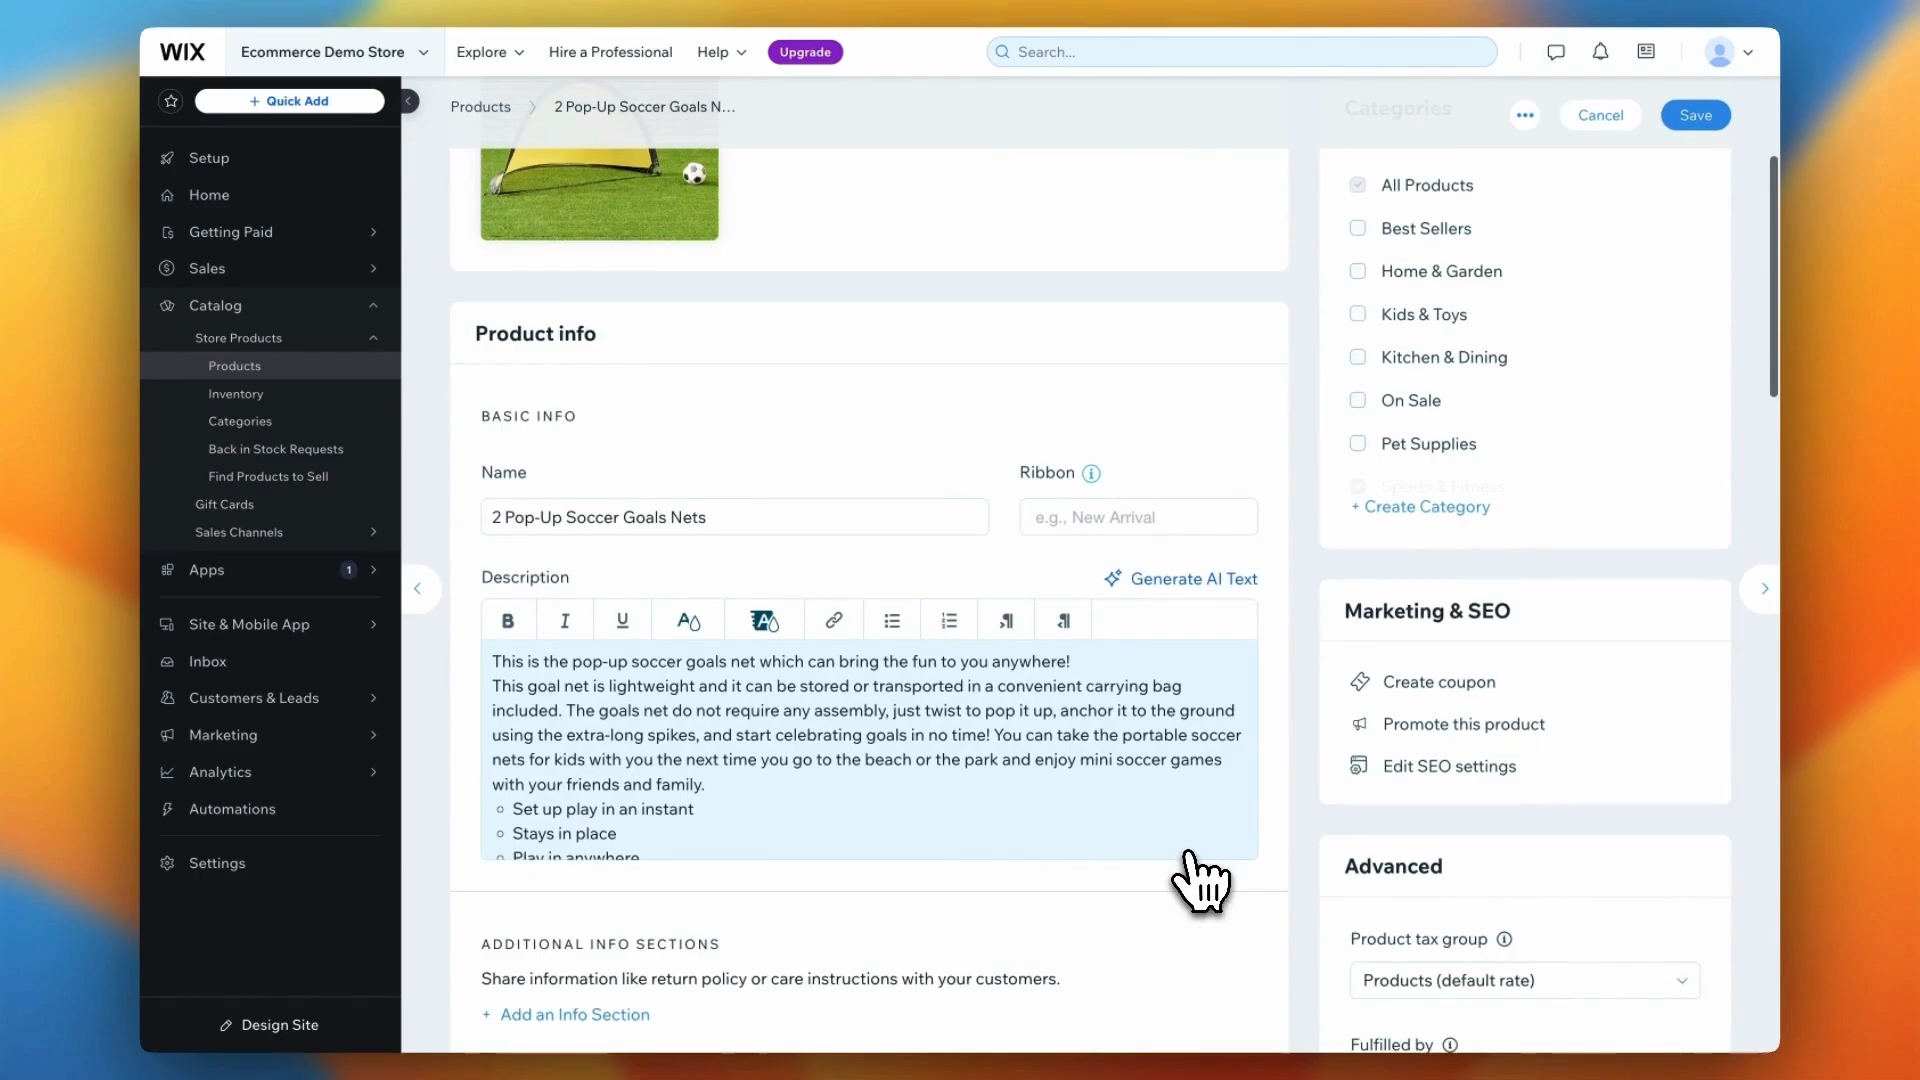 WIX
Ecommerce Demo Store
Explore
Hire a Professional
Help
Upgrade
Search...
+ Quick Add
Setup
Home
Getting Paid
Sales
Catalog
Store Products
Products
Inventory
Categories
Back in Stock Requests
Find Products to Sell
Gift Cards
Sales Channels
Apps 1
Site & Mobile App
Inbox
Customers & Leads
Marketing
Analytics
Automations
Settings
Design Site
Products
2 Pop-Up Soccer Goals N...
Cancel
Save
Product info
BASIC INFO
Name
Ribbon
2 Pop-Up Soccer Goals Nets
e.g., New Arrival
Description
Generate AI Text
B I U A A
This is the pop-up soccer goals net which can bring the fun to you anywhere!
This goal net is lightweight and it can be stored or transported in a convenient carrying bag
included. The goals net do not require any assembly, just twist to pop it up, anchor it to the ground
using the extra-long spikes, and start celebrating goals in no time! You can take the portable soccer
nets for kids with you the next time you go to the beach or the park and enjoy mini soccer games
with your friends and family.
Set up play in an instant
Stays in place
Play in anywhere
ADDITIONAL INFO SECTIONS
Share information like return policy or care instructions with your customers.
+ Add an Info Section
Categories
All Products
Best Sellers
Home & Garden
Kids & Toys
Kitchen & Dining
On Sale
Pet Supplies
Sports & Fitness
+ Create Category
Marketing & SEO
Create coupon
Promote this product
Edit SEO settings
Advanced
Product tax group
Products (default rate)
Fulfilled by